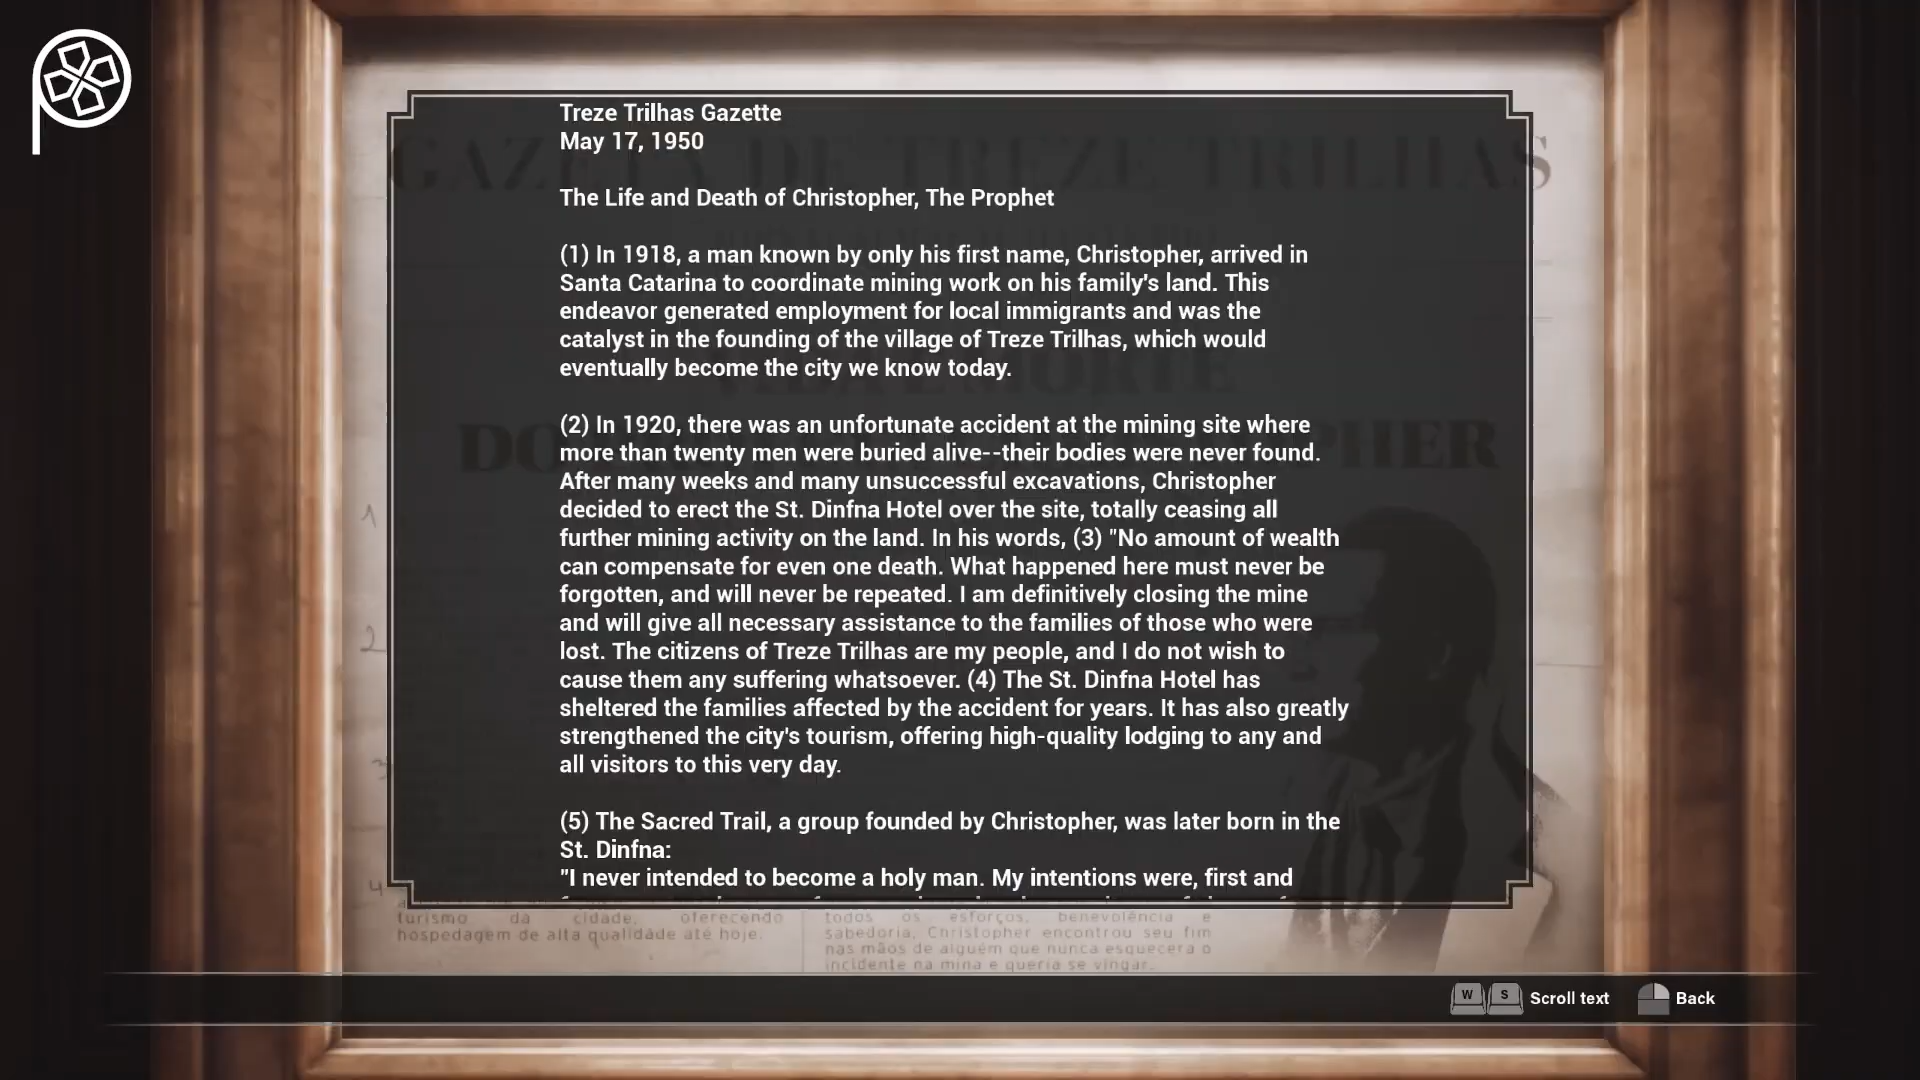 GAZETA DE TREZE TRILHAS
Treze Trilhas Gazette
May 17, 1950
The Life and Death of Christopher, The Prophet
(1) In 1918, a man known by only his first name, Christopher, arrived in
Santa Catarina to coordinate mining work on his family's land. This
endeavor generated employment for local immigrants and was the
catalyst in the founding of the village of Treze Trilhas, which would
eventually become the city we know today.
(2) In 1920, there was an unfortunate accident at the mining site where
more than twenty men were buried alive--their bodies were never found.
After many weeks and many unsuccessful excavations, Christopher
decided to erect the St. Dinfna Hotel over the site, totally ceasing all
further mining activity on the land. In his words, (3) "No amount of wealth
can compensate for even one death. What happened here must never be
forgotten, and will never be repeated. I am definitively closing the mine
and will give all necessary assistance to the families of those who were
lost. The citizens of Treze Trilhas are my people, and I do not wish to
cause them any suffering whatsoever. (4) The St. Dinfna Hotel has
sheltered the families affected by the accident for years. It has also greatly
strengthened the city's tourism, offering high-quality lodging to any and
all visitors to this very day.
(5) The Sacred Trail, a group founded by Christopher, was later born in the
St. Dinfna:
"I never intended to become a holy man. My intentions were, first and
1
2
3
4
turismo da cidade, oferecendo
hospedagem de alta qualidade até hoje.
todos os esforços, benevolência e
sabedoria, Christopher encontrou seu fim
nas mãos de alguém que nunca esquecera o
incidente na mina e queria se vingar.
W S Scroll text Back